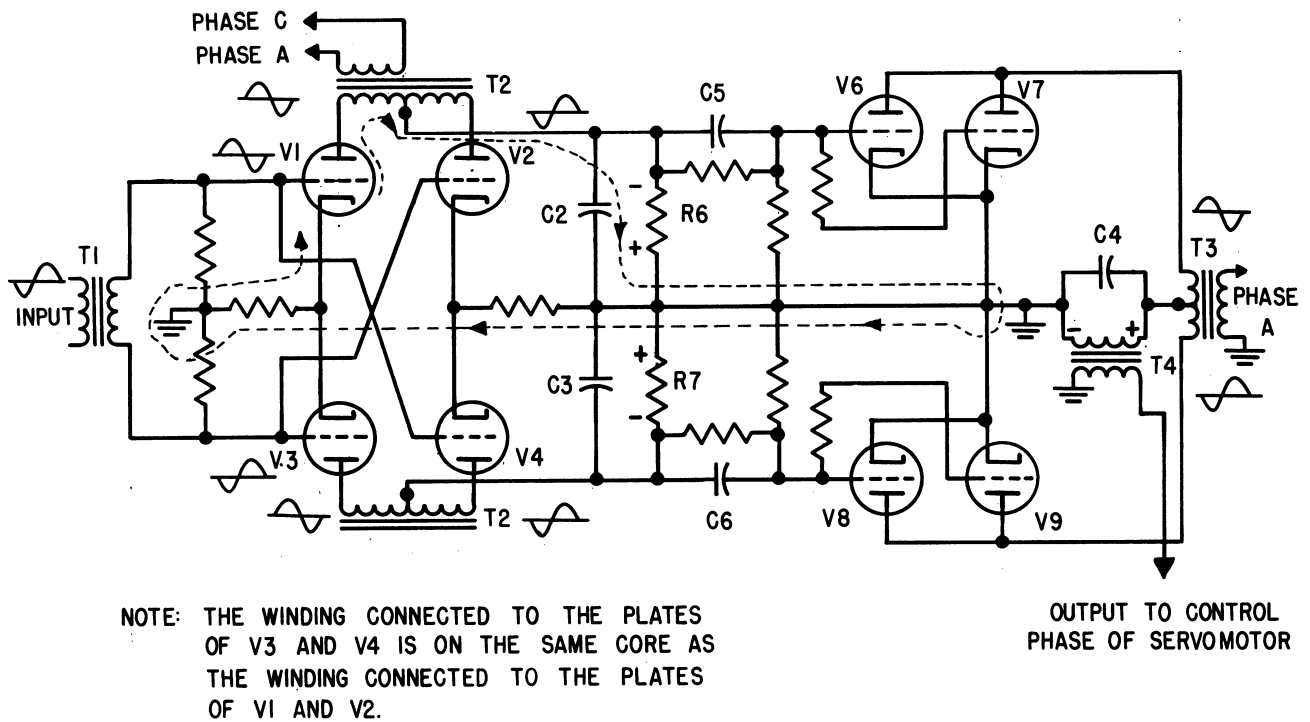 PHASE C
PHASE A
T2
C5
V6
V7
V1
V2
C2
R6
-
+
T1
INPUT
C4
T3
PHASE
A
- +
T4
C3
+
R7
-
V.3
V4
T2
C6
V8
V9
NOTE: THE WINDING CONNECTED TO THE PLATES
OF V3 AND V4 IS ON THE SAME CORE AS
THE WINDING CONNECTED TO THE PLATES
OF V1 AND V2.
OUTPUT TO CONTROL
PHASE OF SERVOMOTOR